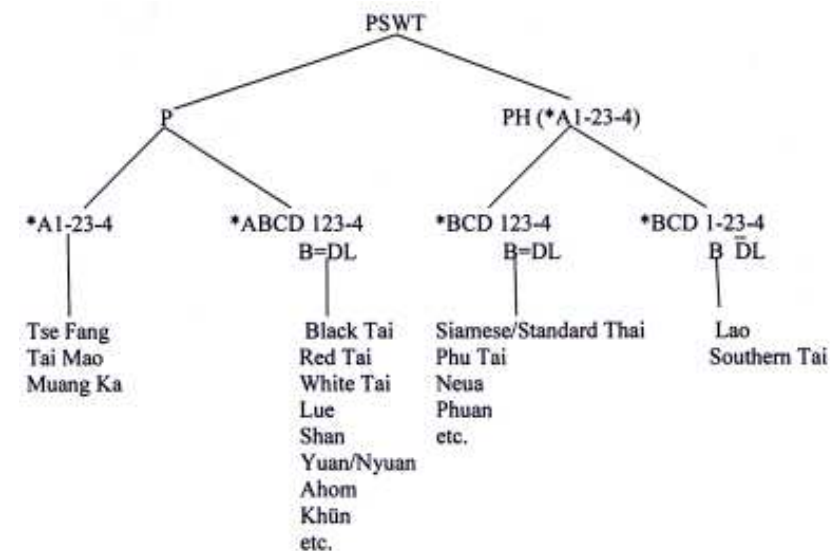 PSWT
P PH (*A1-23-4)
*A1-23-4 *ABCD 123-4 *BCD 123-4 *BCD 1-23-4
B=DL B=DL B D̅L
Tse Fang Black Tai Siamese/Standard Thai Lao
Tai Mao Red Tai Phu Tai Southern Tai
Muang Ka White Tai Neua
Lue Phuan
Shan etc.
Yuan/Nyuan
Ahom
Khün
etc.